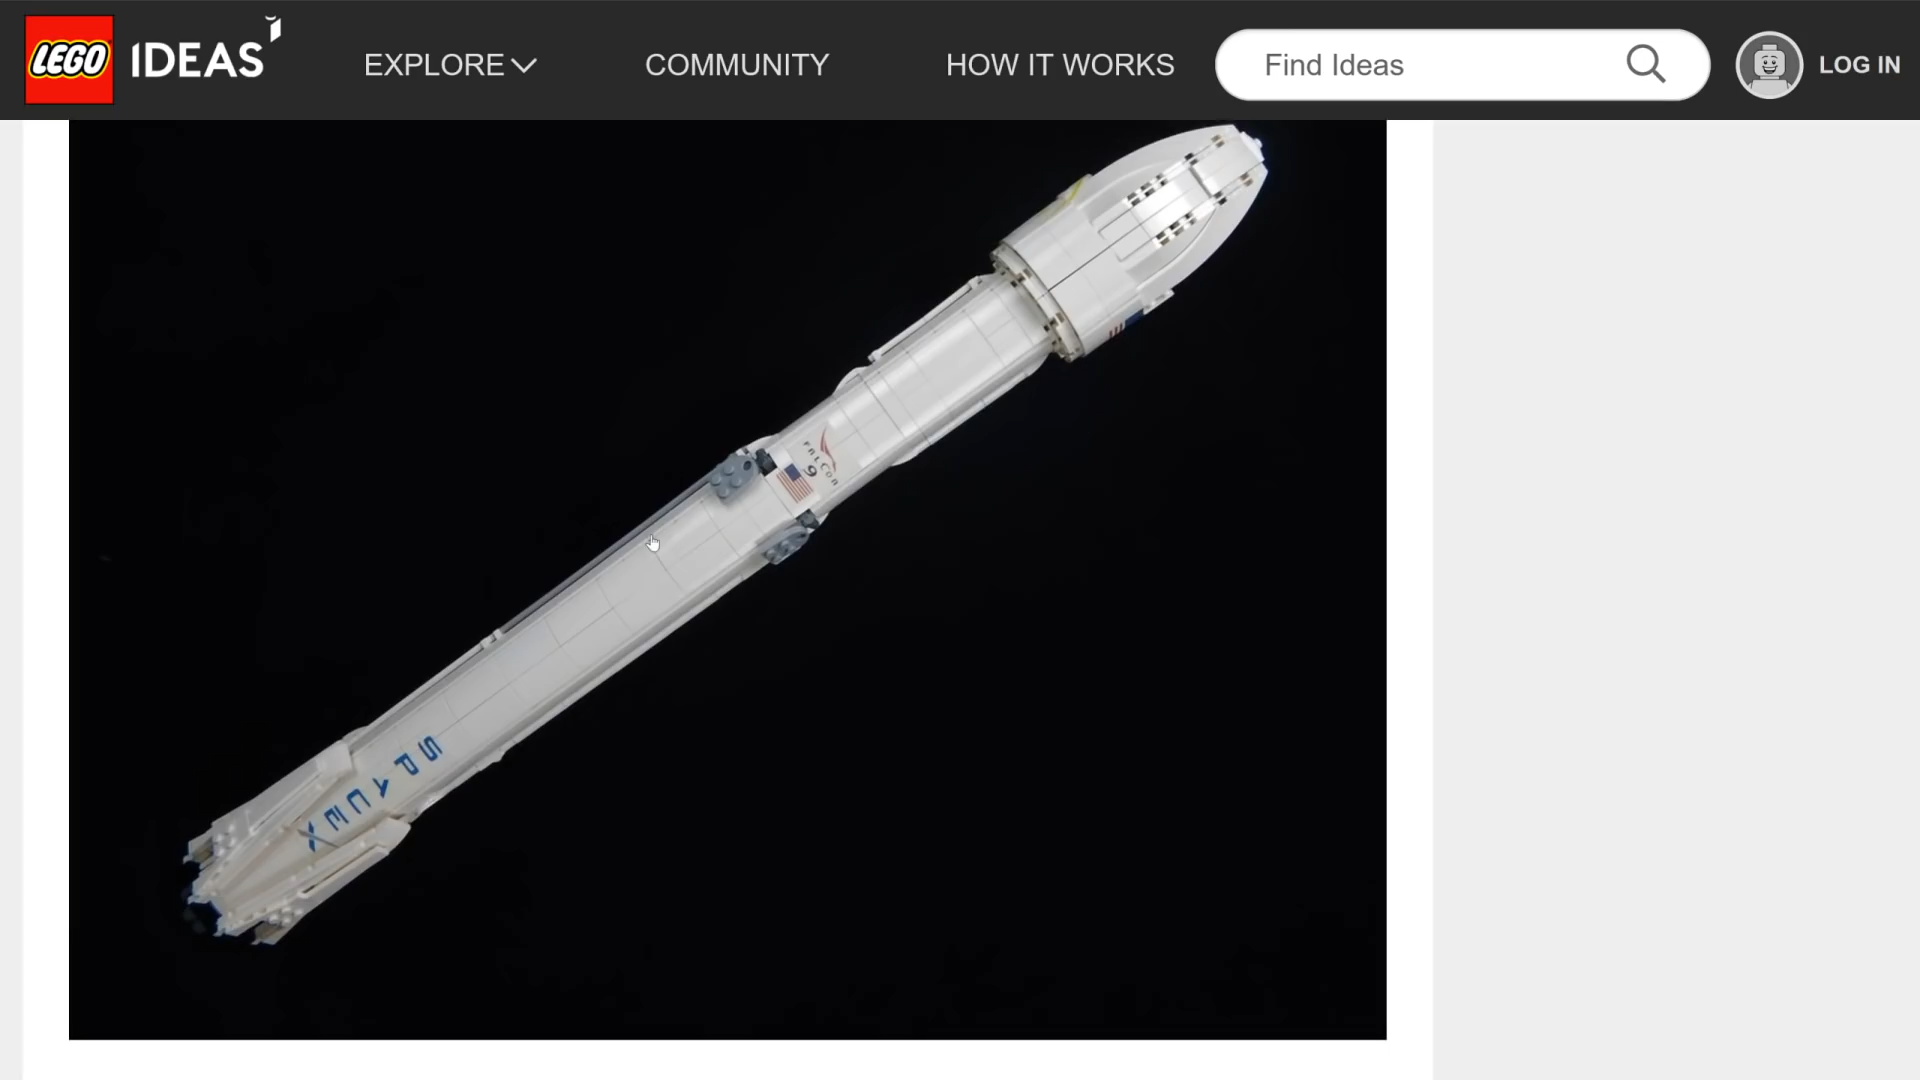 LEGO IDEAS
EXPLORE
COMMUNITY
HOW IT WORKS
Find Ideas
LOG IN
FALCON
9
SPACEX